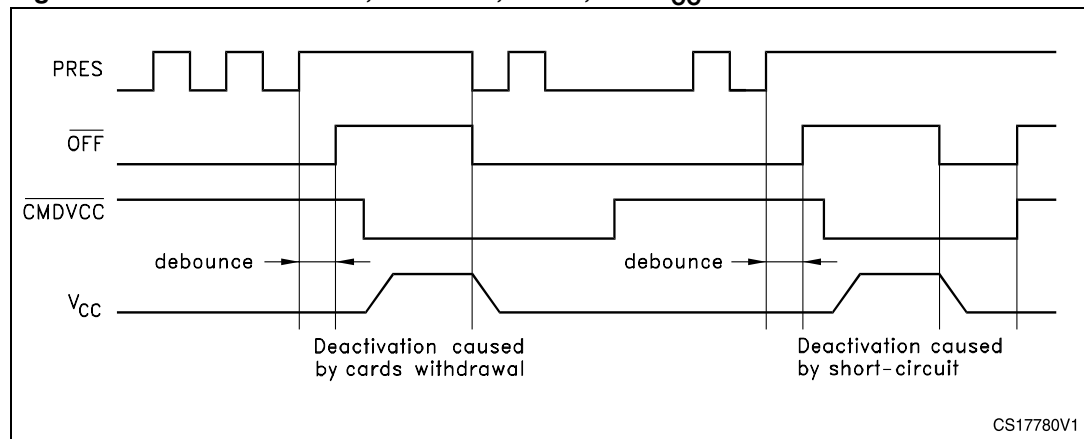 PRES
OFF
CMDVCC
debounce
debounce
VCC
Deactivation caused
by cards withdrawal
Deactivation caused
by short-circuit
CS17780V1